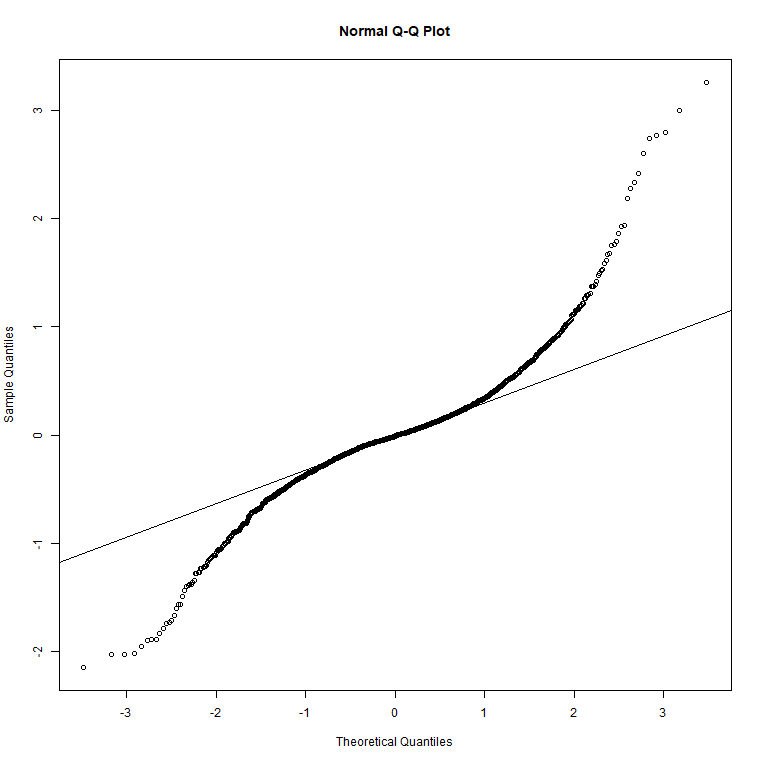 Normal Q-Q Plot
3
2
1
0
-1
-2
Sample Quantiles
-3 -2 -1 0 1 2 3
Theoretical Quantiles